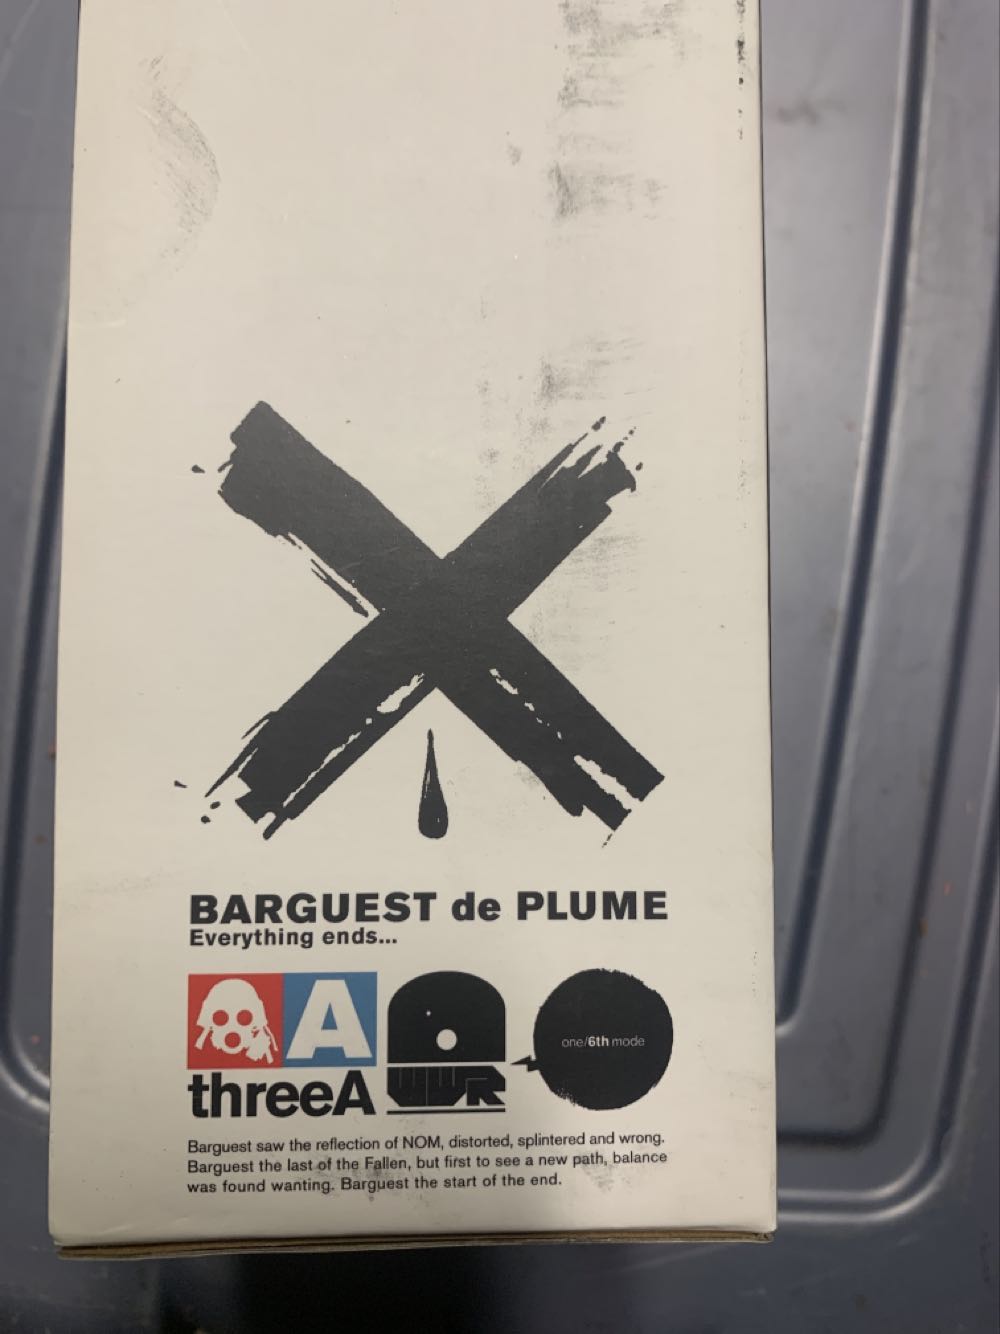 BARGUEST de PLUME
Everything ends...
A
threeA
WWR
one/6th mode
Barguest saw the reflection of NOM, distorted, splintered and wrong.
Barguest the last of the Fallen, but first to see a new path, balance
was found wanting. Barguest the start of the end.